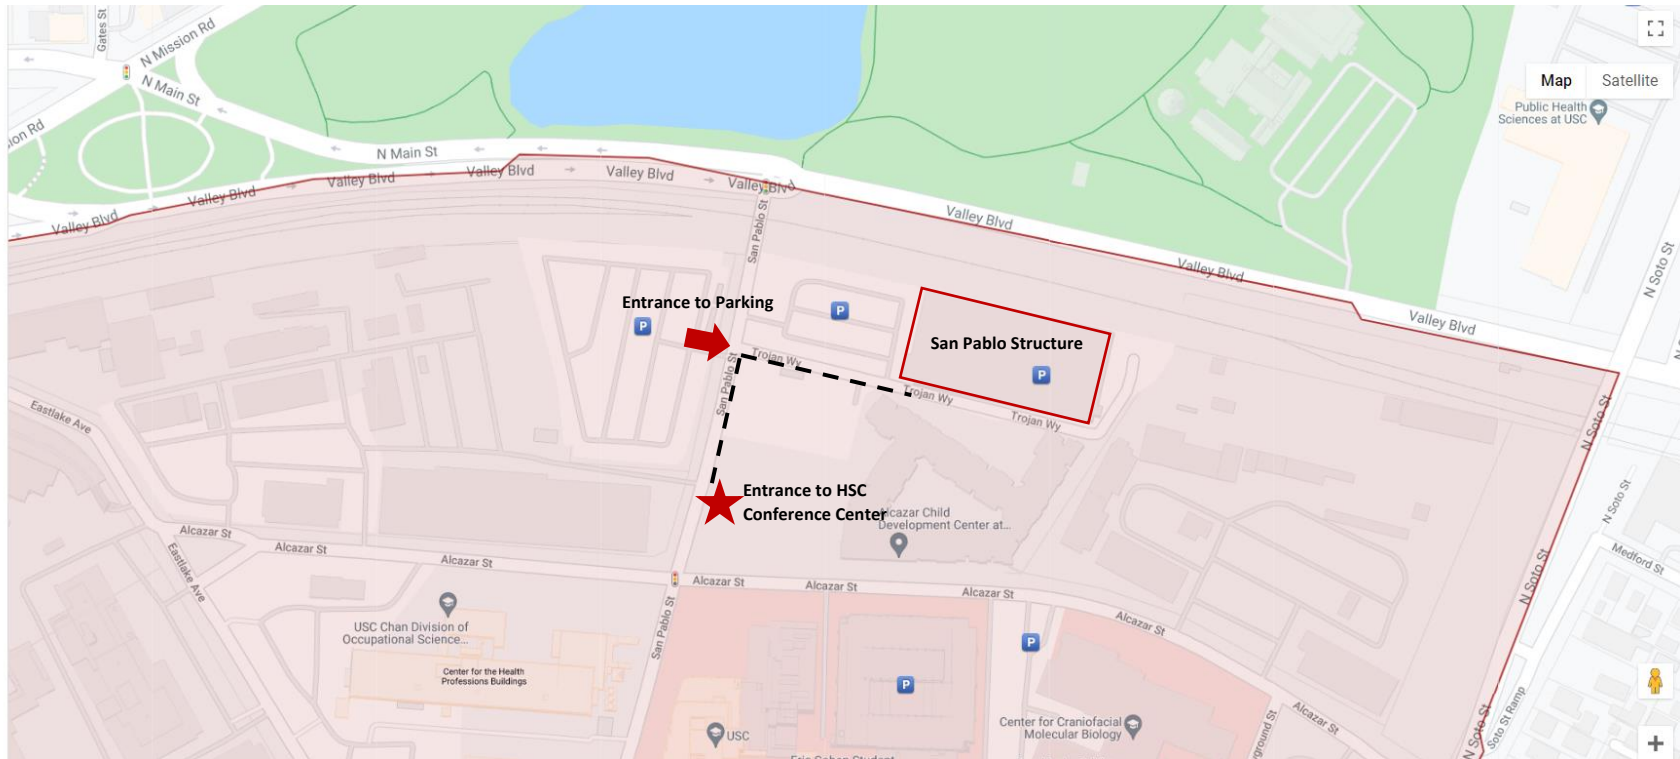 Gates St
N Mission Rd
N Main St
Map
Satellite
Public Health
Sciences at USC
ion Rd
N Main St
Valley Blvd
Valley Blvd
Valley Blvd
Valley Blvd
Valley Blvd
Valley Blvd
Valley Blvd
Valley Blvd
Valley Blvd
San Pablo St
N Soto St
Entrance to Parking
P
P
San Pablo Structure
P
Trojan Wy
Trojan Wy
Trojan Wy
San Pablo St
Eastlake Ave
N Soto St
N Soto St
Entrance to HSC
Conference Center
Alcazar Child
Development Center at...
Alcazar St
Alcazar St
Alcazar St
Alcazar St
Alcazar St
Alcazar St
Alcazar St
Alcazar St
Eastlake Ave
Medford St
N Soto St
USC Chan Division of
Occupational Science...
San Pablo St
P
Center for the Health
Professions Buildings
P
USC
Center for Craniofacial
Molecular Biology
N Soto St
Soto St Ramp
Eric Cohen Student